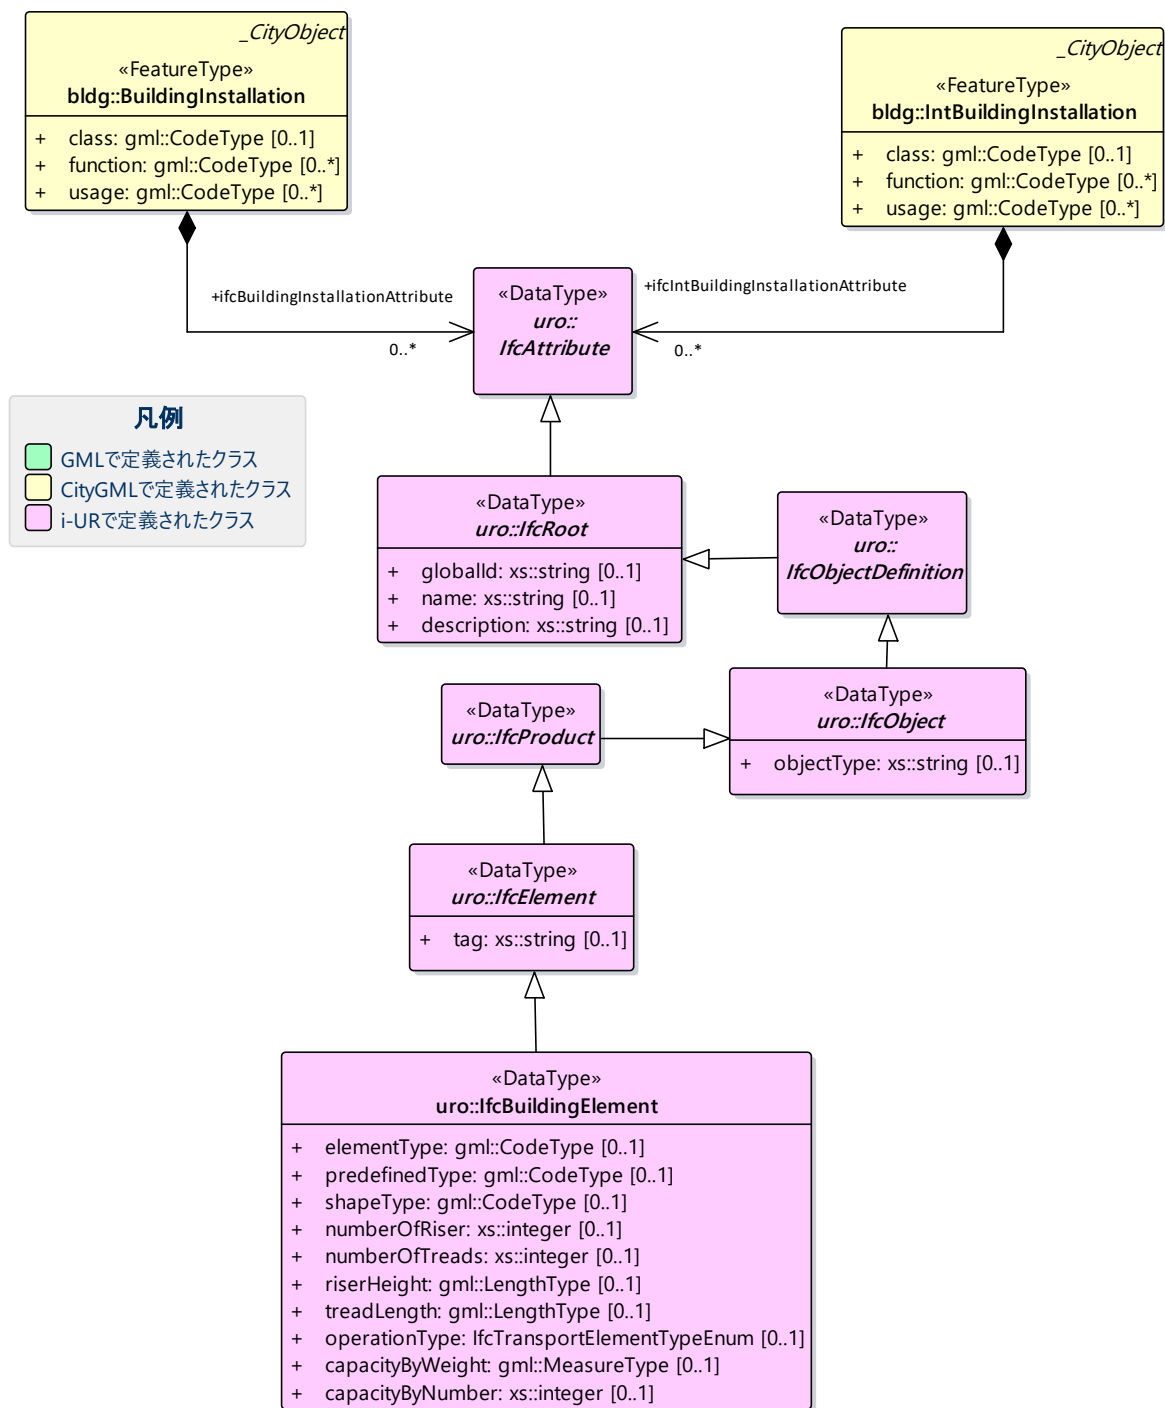 _CityObject
«FeatureType»
bldg::BuildingInstallation
+ class: gml::CodeType [0..1]
+ function: gml::CodeType [0..*]
+ usage: gml::CodeType [0..*]
_CityObject
«FeatureType»
bldg::IntBuildingInstallation
+ class: gml::CodeType [0..1]
+ function: gml::CodeType [0..*]
+ usage: gml::CodeType [0..*]
+ifcBuildingInstallationAttribute
0..*
«DataType»
uro::
IfcAttribute
+ifcIntBuildingInstallationAttribute
0..*
凡例
GMLで定義されたクラス
CityGMLで定義されたクラス
i-URで定義されたクラス
«DataType»
uro::IfcRoot
+ globalId: xs::string [0..1]
+ name: xs::string [0..1]
+ description: xs::string [0..1]
«DataType»
uro::
IfcObjectDefinition
«DataType»
uro::IfcProduct
«DataType»
uro::IfcObject
+ objectType: xs::string [0..1]
«DataType»
uro::IfcElement
+ tag: xs::string [0..1]
«DataType»
uro::IfcBuildingElement
+ elementType: gml::CodeType [0..1]
+ predefinedType: gml::CodeType [0..1]
+ shapeType: gml::CodeType [0..1]
+ numberOfRiser: xs::integer [0..1]
+ numberOfTreads: xs::integer [0..1]
+ riserHeight: gml::LengthType [0..1]
+ treadLength: gml::LengthType [0..1]
+ operationType: IfcTransportElementTypeEnum [0..1]
+ capacityByWeight: gml::MeasureType [0..1]
+ capacityByNumber: xs::integer [0..1]